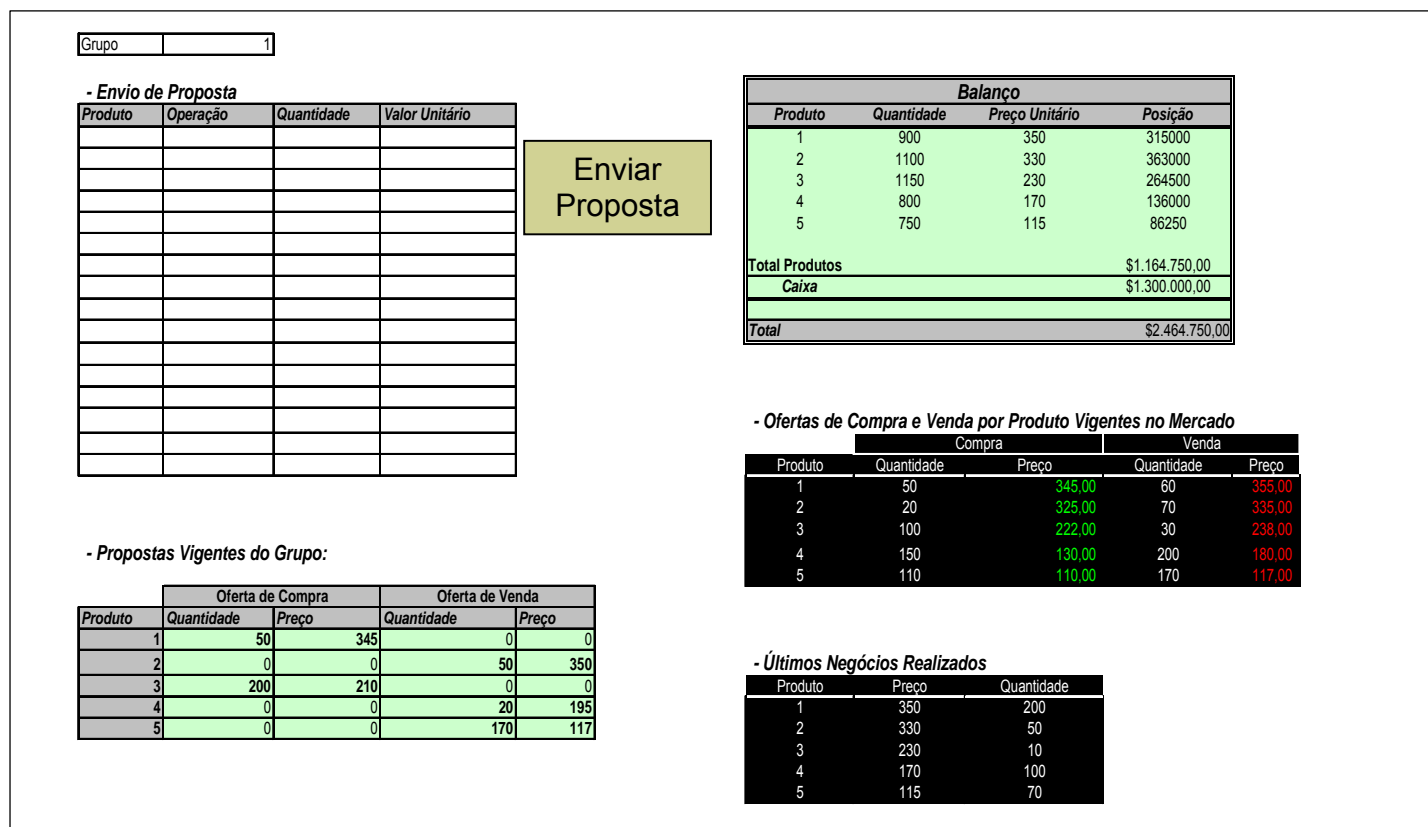 Grupo 1
- Envio de Proposta
Produto Operação Quantidade Valor Unitário
Enviar
Proposta
Balanço
Produto Quantidade Preço Unitário Posição
1 900 350 315000
2 1100 330 363000
3 1150 230 264500
4 800 170 136000
5 750 115 86250
Total Produtos $1.164.750,00
Caixa $1.300.000,00
Total $2.464.750,00
- Ofertas de Compra e Venda por Produto Vigentes no Mercado
Compra Venda
Produto Quantidade Preço Quantidade Preço
1 50 345,00 60 355,00
2 20 325,00 70 335,00
3 100 222,00 30 238,00
4 150 130,00 200 180,00
5 110 110,00 170 117,00
- Propostas Vigentes do Grupo:
Oferta de Compra Oferta de Venda
Produto Quantidade Preço Quantidade Preço
1 50 345 0 0
2 0 0 50 350
3 200 210 0 0
4 0 0 20 195
5 0 0 170 117
- Últimos Negócios Realizados
Produto Preço Quantidade
1 350 200
2 330 50
3 230 10
4 170 100
5 115 70